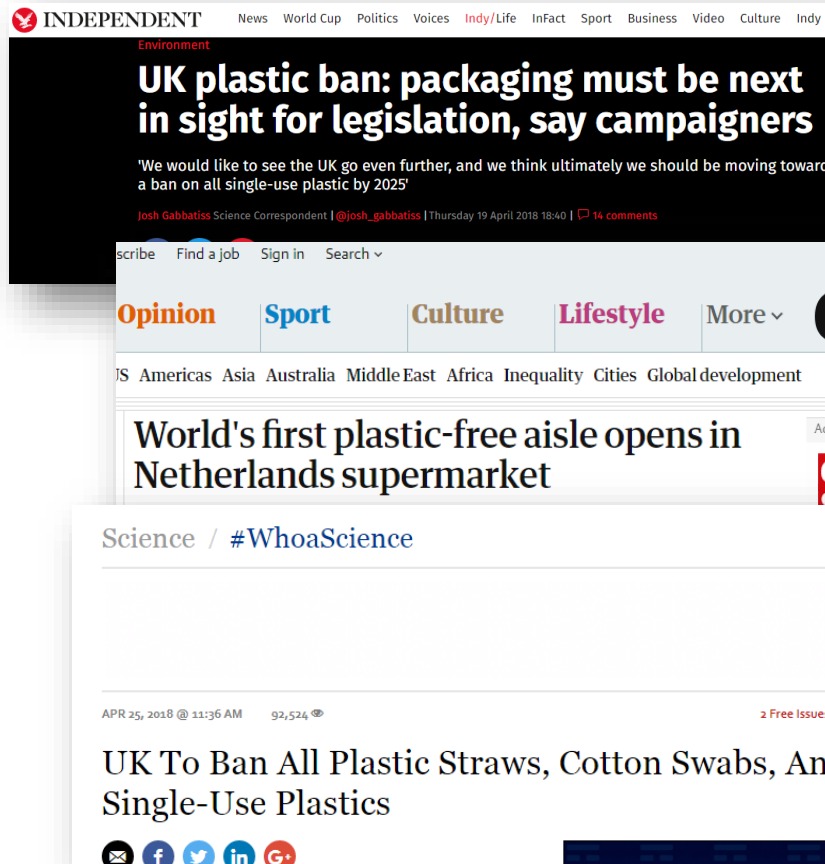 INDEPENDENT News World Cup Politics Voices Indy/Life InFact Sport Business Video Culture Indy
Environment
UK plastic ban: packaging must be next
in sight for legislation, say campaigners
'We would like to see the UK go even further, and we think ultimately we should be moving toward
a ban on all single-use plastic by 2025'
Josh Gabbatiss Science Correspondent | @josh_gabbatiss | Thursday 19 April 2018 18:40 | 14 comments
scribe Find a job Sign in Search
Opinion Sport Culture Lifestyle More
US Americas Asia Australia Middle East Africa Inequality Cities Global development
World's first plastic-free aisle opens in
Netherlands supermarket
Science / #WhoaScience
APR 25, 2018 @ 11:36 AM 92,524 2 Free Issue
UK To Ban All Plastic Straws, Cotton Swabs, An
Single-Use Plastics
f in G+